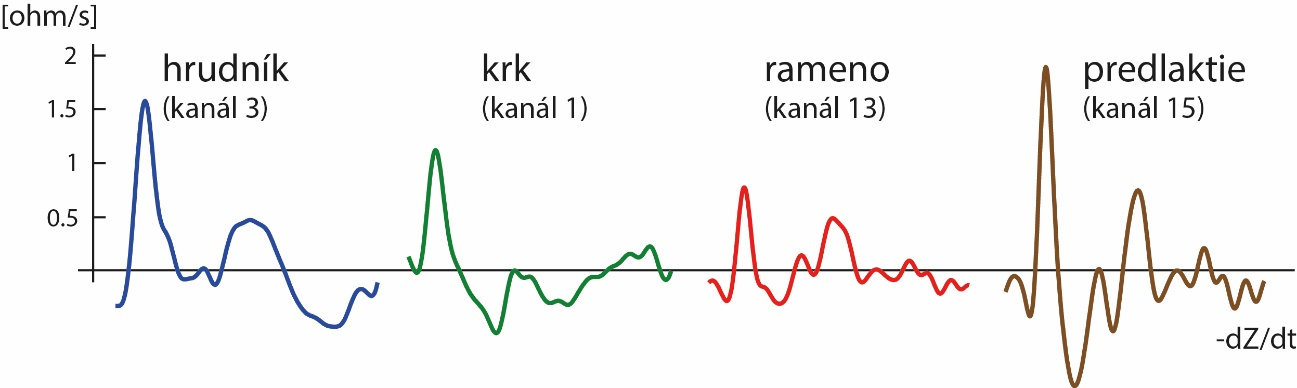 [ohm/s]
2
1.5
1
0.5
hrudník
(kanál 3)
krk
(kanál 1)
rameno
(kanál 13)
predlaktie
(kanál 15)
-dZ/dt